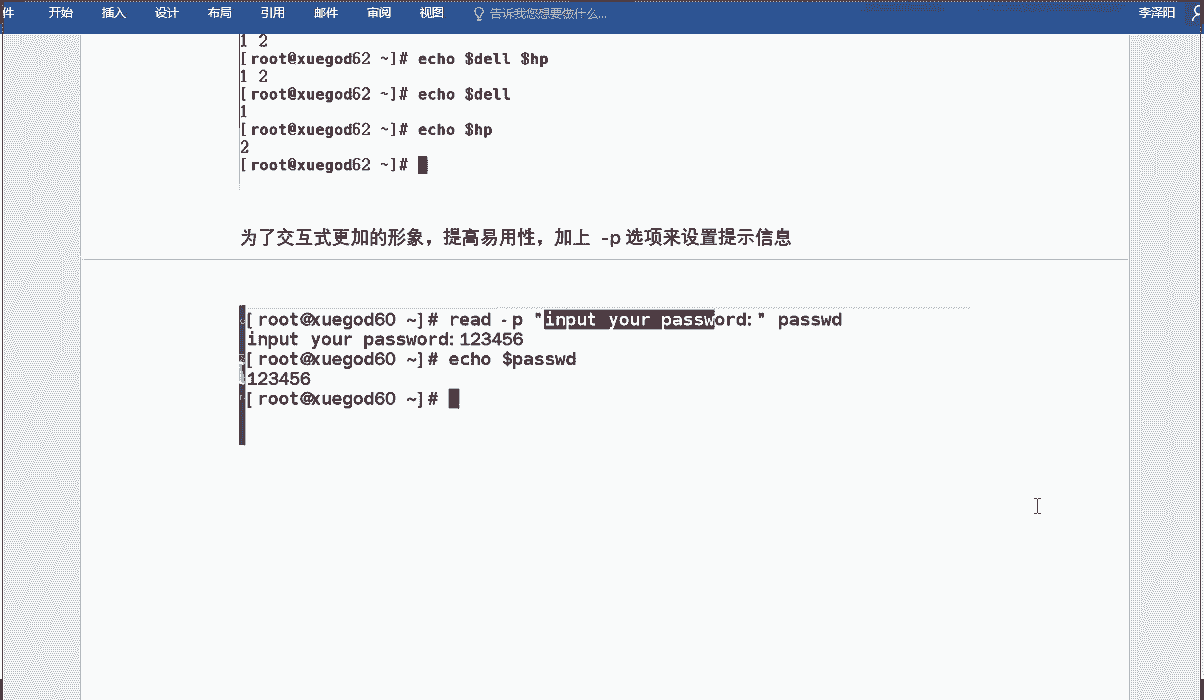 件 开始 插入 设计 布局 引用 邮件 审阅 视图 告诉我您想要做什么... 李泽阳
1 2
[root@xuegod62 ~]# echo $dell $hp
1 2
[root@xuegod62 ~]# echo $dell
1
[root@xuegod62 ~]# echo $hp
2
[root@xuegod62 ~]#
为了交互式更加的形象，提高易用性，加上 -p 选项来设置提示信息
[root@xuegod60 ~]# read -p "input your password:" passwd
input your password:123456
[root@xuegod60 ~]# echo $passwd
123456
[root@xuegod60 ~]#